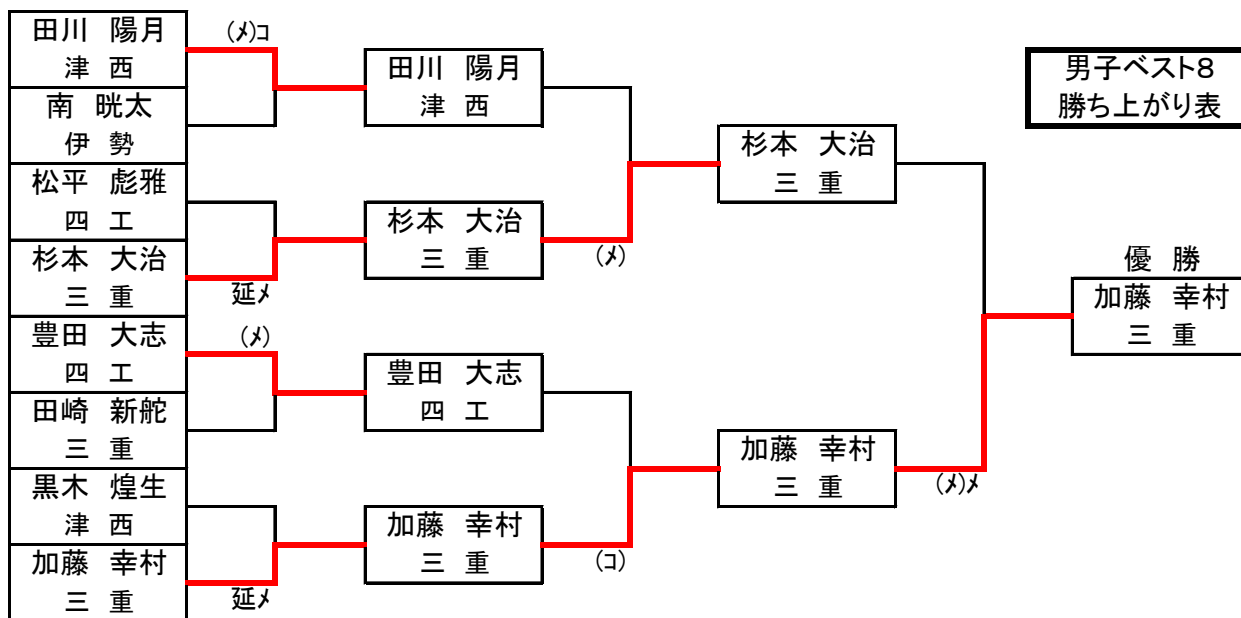 田川 陽月
津 西
南 晄太
伊 勢
松平 彪雅
四 工
杉本 大治
三 重
豊田 大志
四 工
田崎 新舵
三 重
黒木 煌生
津 西
加藤 幸村
三 重
(メ)コ
延メ
(メ)
延メ
田川 陽月
津 西
杉本 大治
三 重
豊田 大志
四 工
加藤 幸村
三 重
(メ)
(コ)
杉本 大治
三 重
加藤 幸村
三 重
(メ)メ
男子ベスト8
勝ち上がり表
優 勝
加藤 幸村
三 重